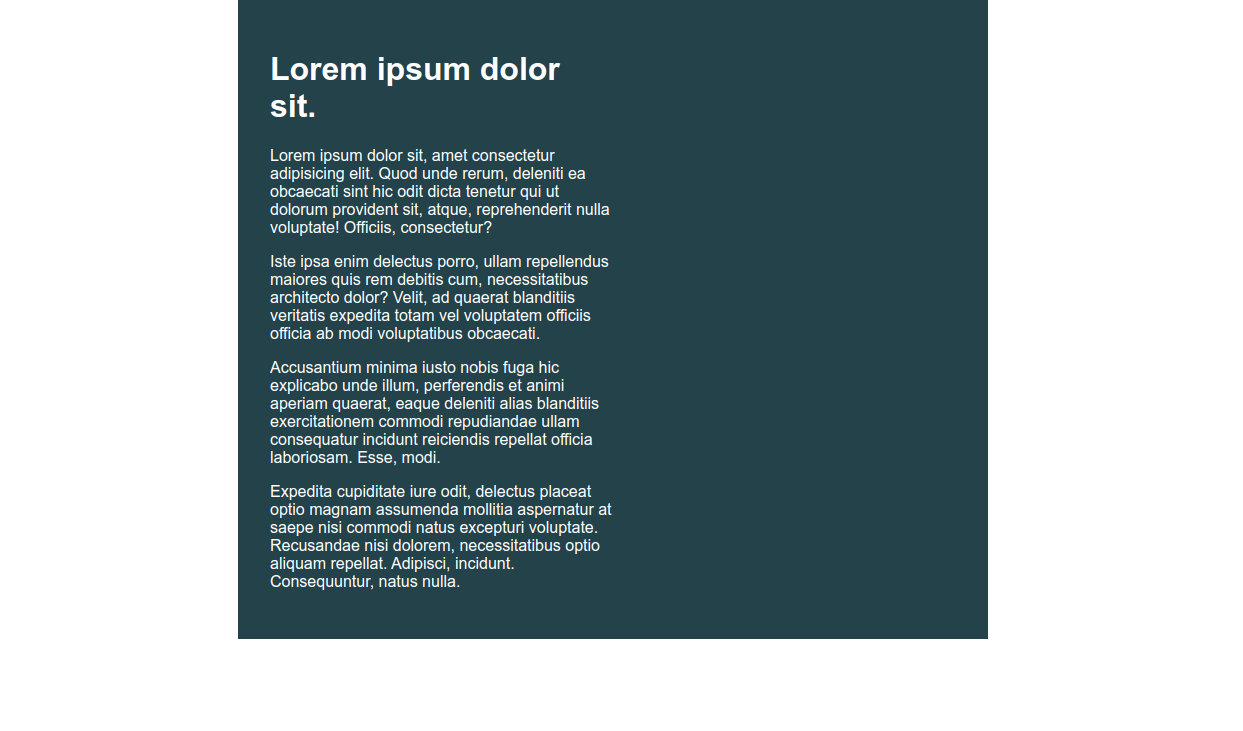 Lorem ipsum dolor
sit.
Lorem ipsum dolor sit, amet consectetur
adipisicing elit. Quod unde rerum, deleniti ea
obcaecati sint hic odit dicta tenetur qui ut
dolorum provident sit, atque, reprehenderit nulla
voluptate! Officiis, consectetur?
Iste ipsa enim delectus porro, ullam repellendus
maiores quis rem debitis cum, necessitatibus
architecto dolor? Velit, ad quaerat blanditiis
veritatis expedita totam vel voluptatem officiis
officia ab modi voluptatibus obcaecati.
Accusantium minima iusto nobis fuga hic
explicabo unde illum, perferendis et animi
aperiam quaerat, eaque deleniti alias blanditiis
exercitationem commodi repudiandae ullam
consequatur incidunt reiciendis repellat officia
laboriosam. Esse, modi.
Expedita cupiditate iure odit, delectus placeat
optio magnam assumenda mollitia aspernatur at
saepe nisi commodi natus excepturi voluptate.
Recusandae nisi dolorem, necessitatibus optio
aliquam repellat. Adipisci, incidunt.
Consequuntur, natus nulla.